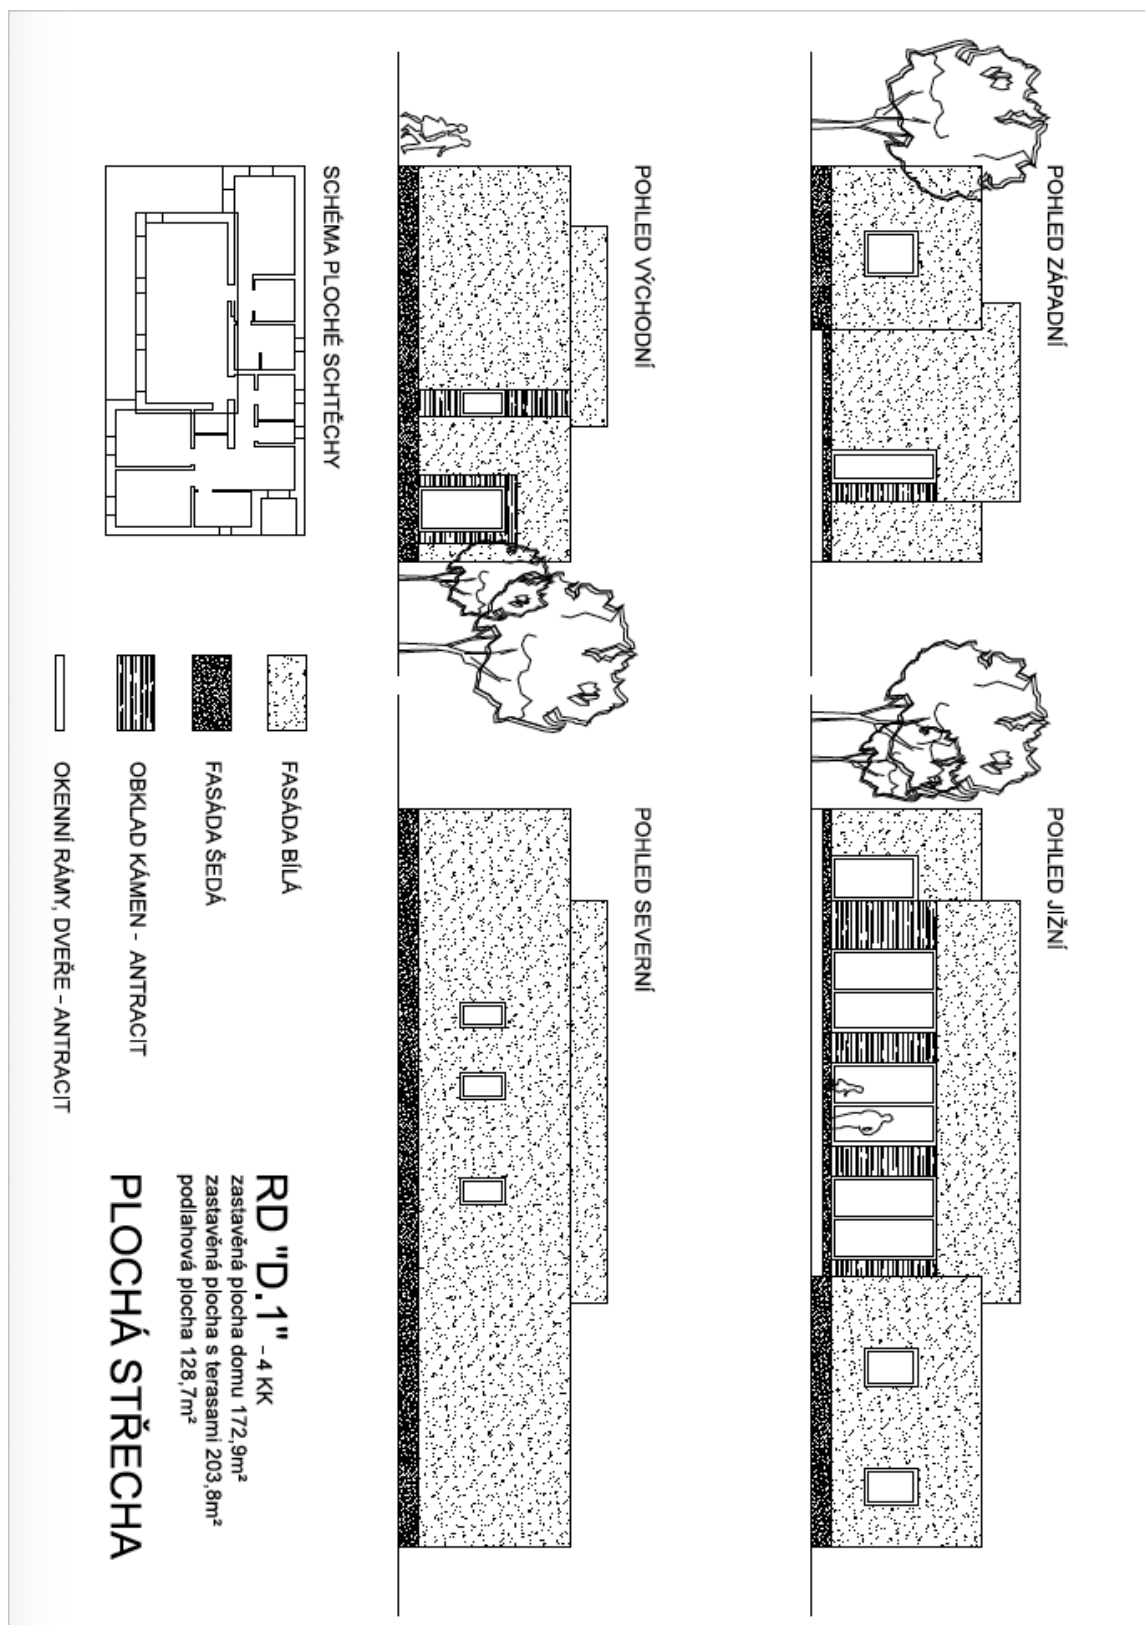 POHLED ZÁPADNÍ
POHLED JIŽNÍ
POHLED VÝCHODNÍ
POHLED SEVERNÍ
SCHÉMA PLOCHÉ SCHTĚCHY
FASÁDA BÍLÁ
FASÁDA ŠEDÁ
OBKLAD KÁMEN - ANTRACIT
OKENNÍ RÁMY, DVEŘE - ANTRACIT
RD "D.1" - 4 KK
zastavěná plocha domu 172,9m²
zastavěná plocha s terasami 203,8m²
podlahová plocha 128,7m²
PLOCHÁ STŘECHA